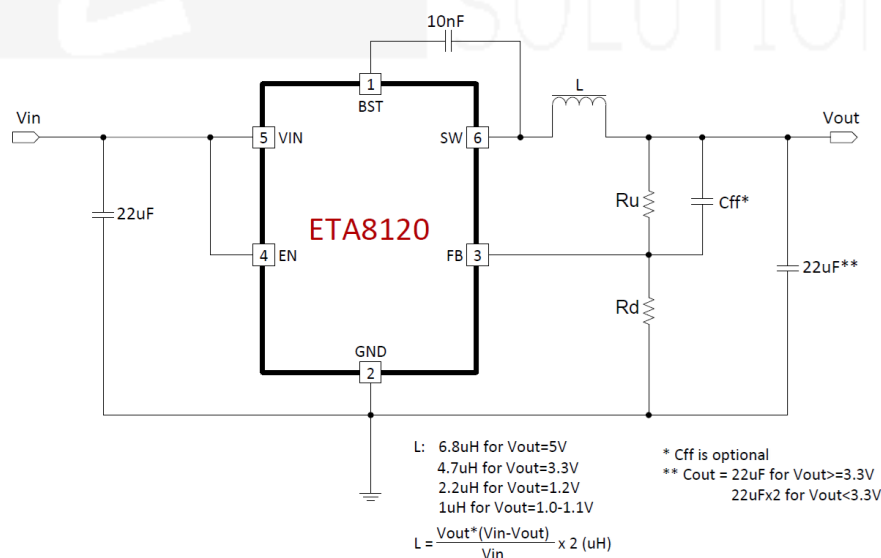 SOLUTION
10nF
1
BST
L
Vin
Vout
5 VIN
SW 6
22uF
Ru
Cff*
ETA8120
4 EN
FB 3
22uF**
Rd
GND
2
L: 6.8uH for Vout=5V
4.7uH for Vout=3.3V
2.2uH for Vout=1.2V
1uH for Vout=1.0-1.1V
L = Vout*(Vin-Vout)
Vin
x 2 (uH)
* Cff is optional
** Cout = 22uF for Vout>=3.3V
22uFx2 for Vout<3.3V